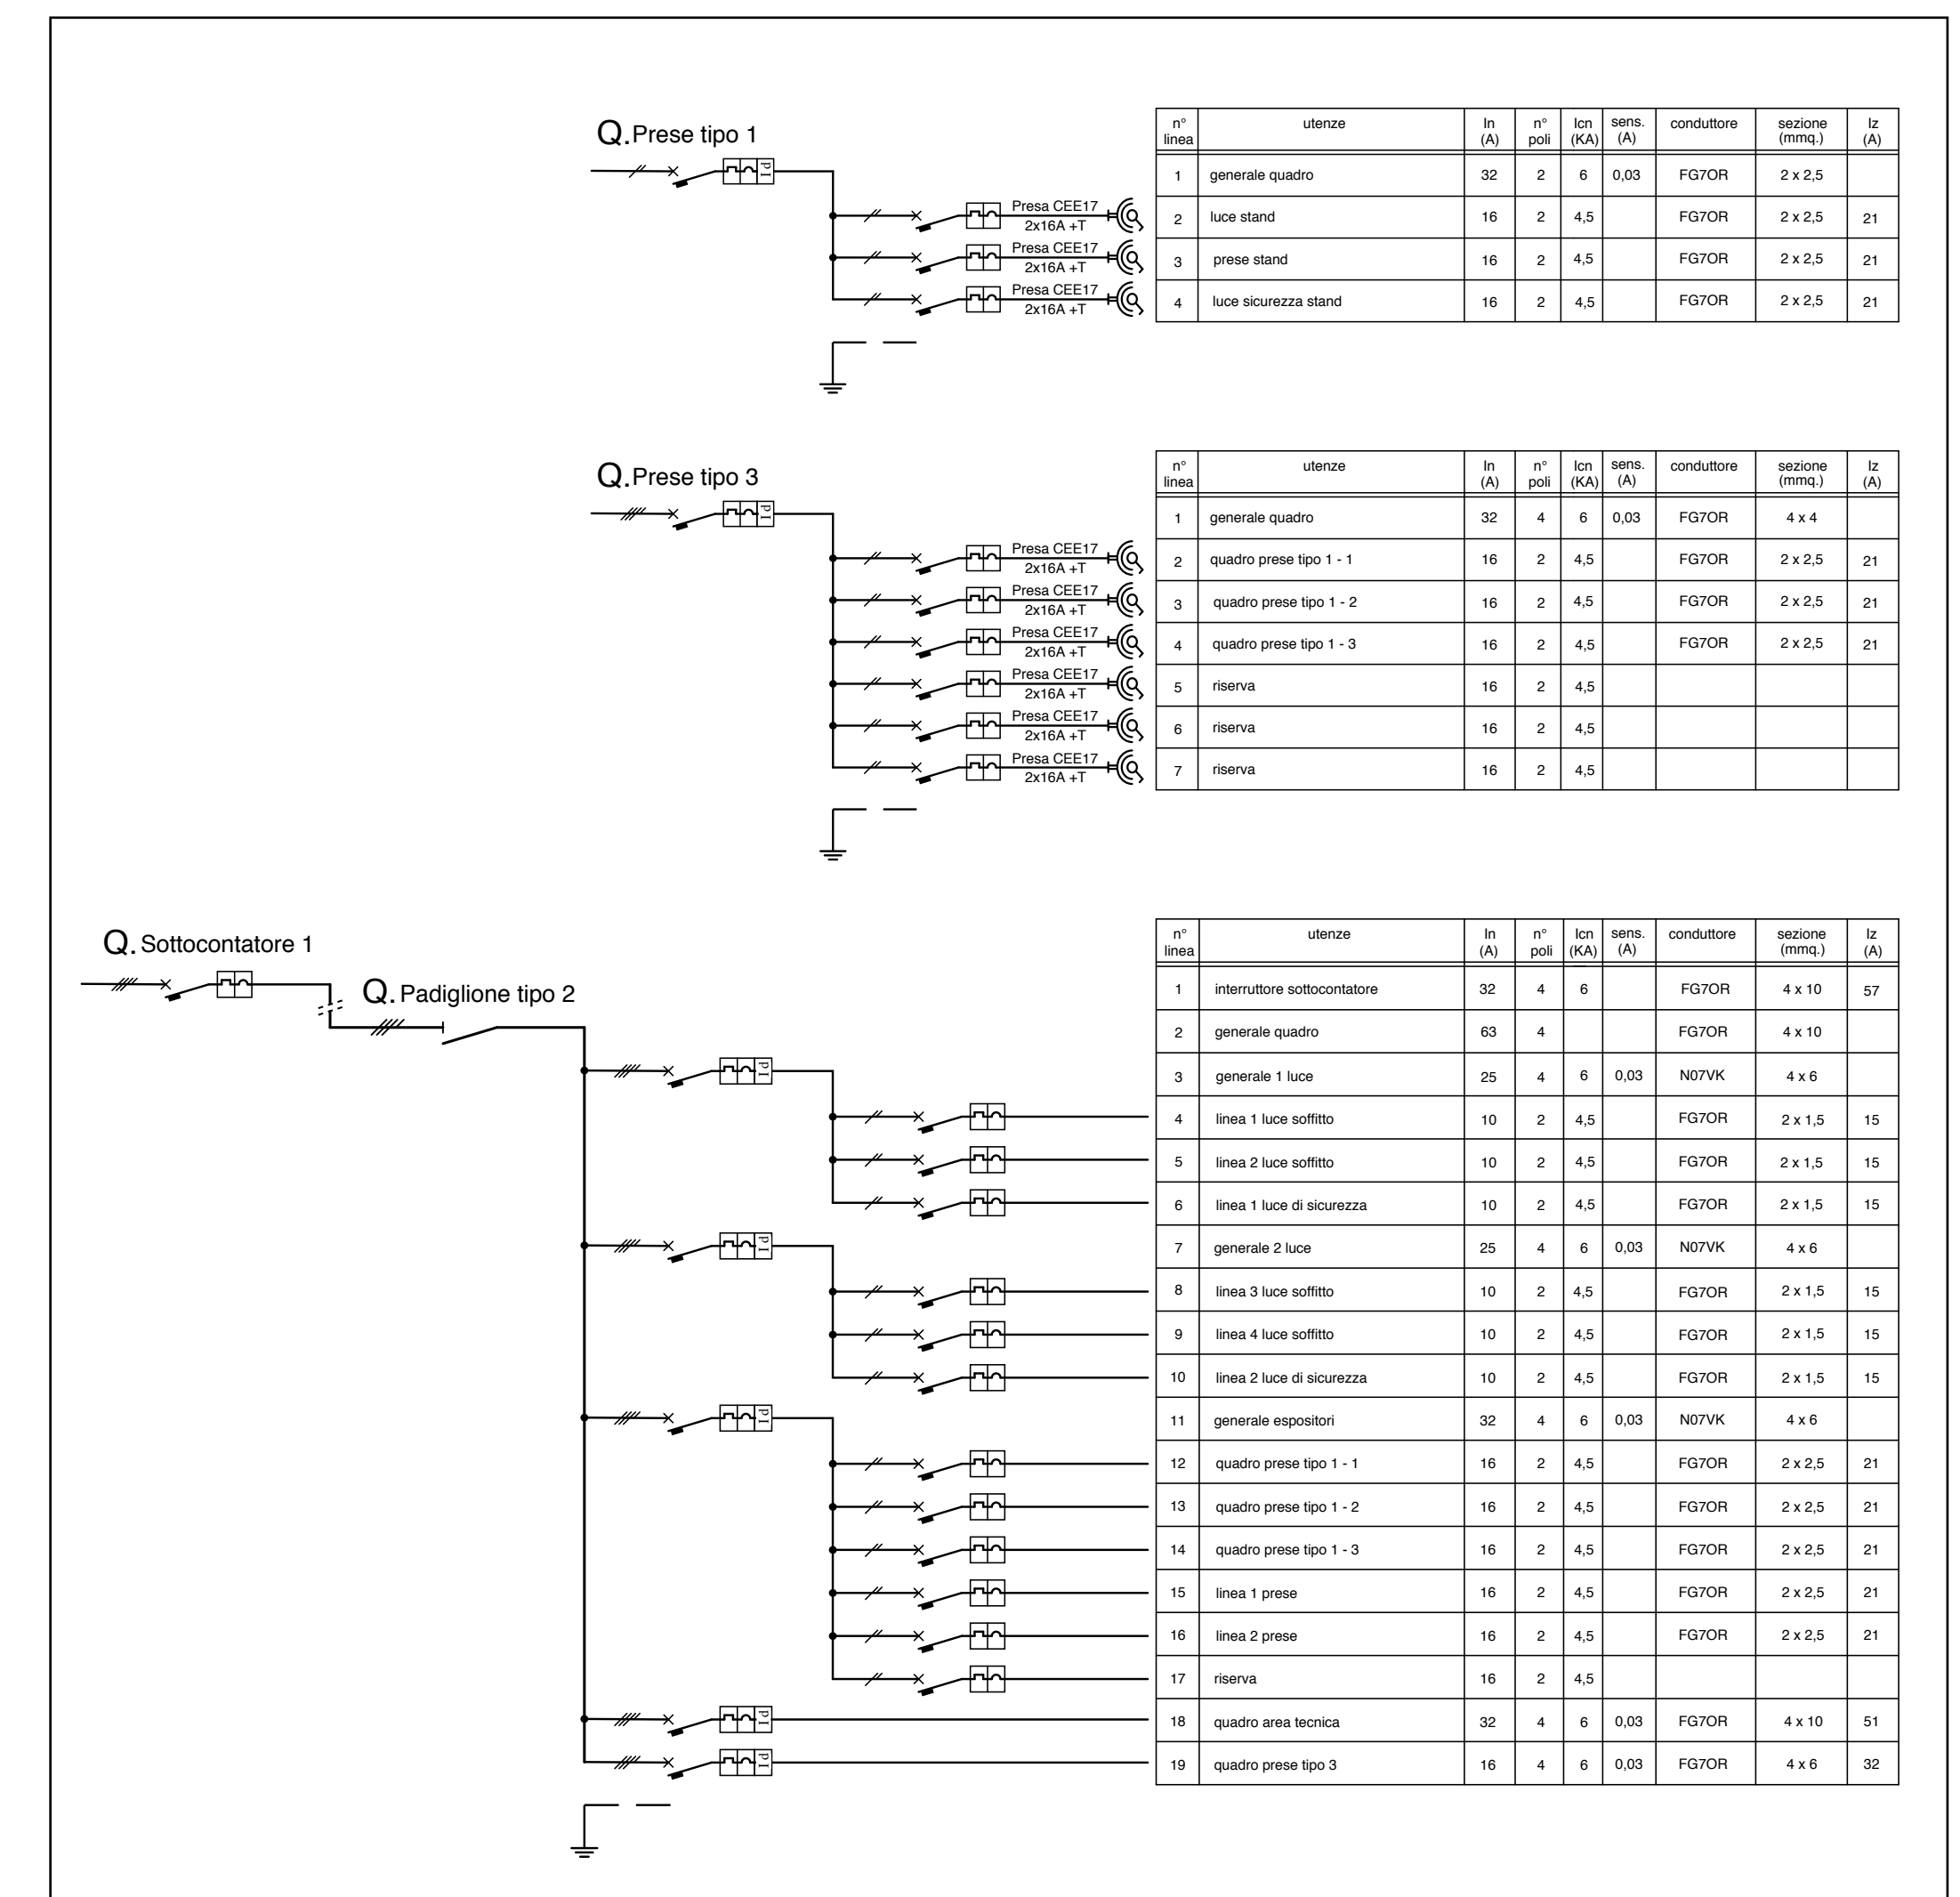 Q. Prese tipo 1
n° linea utenze In (A) n° poli Icn (KA) sens. (A) conduttore sezione (mmq.) Iz (A)
1 generale quadro 32 2 6 0,03 FG7OR 2 x 2,5
Pd I
Presa CEE17
2x16A +T
2 luce stand 16 2 4,5 FG7OR 2 x 2,5 21
Presa CEE17
2x16A +T
3 prese stand 16 2 4,5 FG7OR 2 x 2,5 21
Presa CEE17
2x16A +T
4 luce sicurezza stand 16 2 4,5 FG7OR 2 x 2,5 21
Q. Prese tipo 3
n° linea utenze In (A) n° poli Icn (KA) sens. (A) conduttore sezione (mmq.) Iz (A)
1 generale quadro 32 4 6 0,03 FG7OR 4 x 4
Pd I
Presa CEE17
2x16A +T
2 quadro prese tipo 1 - 1 16 2 4,5 FG7OR 2 x 2,5 21
Presa CEE17
2x16A +T
3 quadro prese tipo 1 - 2 16 2 4,5 FG7OR 2 x 2,5 21
Presa CEE17
2x16A +T
4 quadro prese tipo 1 - 3 16 2 4,5 FG7OR 2 x 2,5 21
Presa CEE17
2x16A +T
5 riserva 16 2 4,5
Presa CEE17
2x16A +T
6 riserva 16 2 4,5
Presa CEE17
2x16A +T
7 riserva 16 2 4,5
Q. Sottocontatore 1
Q. Padiglione tipo 2
n° linea utenze In (A) n° poli Icn (KA) sens. (A) conduttore sezione (mmq.) Iz (A)
1 interruttore sottocontatore 32 4 6 FG7OR 4 x 10 57
2 generale quadro 63 4 FG7OR 4 x 10
Pd I
3 generale 1 luce 25 4 6 0,03 N07VK 4 x 6
4 linea 1 luce soffitto 10 2 4,5 FG7OR 2 x 1,5 15
5 linea 2 luce soffitto 10 2 4,5 FG7OR 2 x 1,5 15
6 linea 1 luce di sicurezza 10 2 4,5 FG7OR 2 x 1,5 15
Pd I
7 generale 2 luce 25 4 6 0,03 N07VK 4 x 6
8 linea 3 luce soffitto 10 2 4,5 FG7OR 2 x 1,5 15
9 linea 4 luce soffitto 10 2 4,5 FG7OR 2 x 1,5 15
10 linea 2 luce di sicurezza 10 2 4,5 FG7OR 2 x 1,5 15
Pd I
11 generale espositori 32 4 6 0,03 N07VK 4 x 6
12 quadro prese tipo 1 - 1 16 2 4,5 FG7OR 2 x 2,5 21
13 quadro prese tipo 1 - 2 16 2 4,5 FG7OR 2 x 2,5 21
14 quadro prese tipo 1 - 3 16 2 4,5 FG7OR 2 x 2,5 21
15 linea 1 prese 16 2 4,5 FG7OR 2 x 2,5 21
16 linea 2 prese 16 2 4,5 FG7OR 2 x 2,5 21
17 riserva 16 2 4,5
Pd I
18 quadro area tecnica 32 4 6 0,03 FG7OR 4 x 10 51
Pd I
19 quadro prese tipo 3 16 4 6 0,03 FG7OR 4 x 6 32